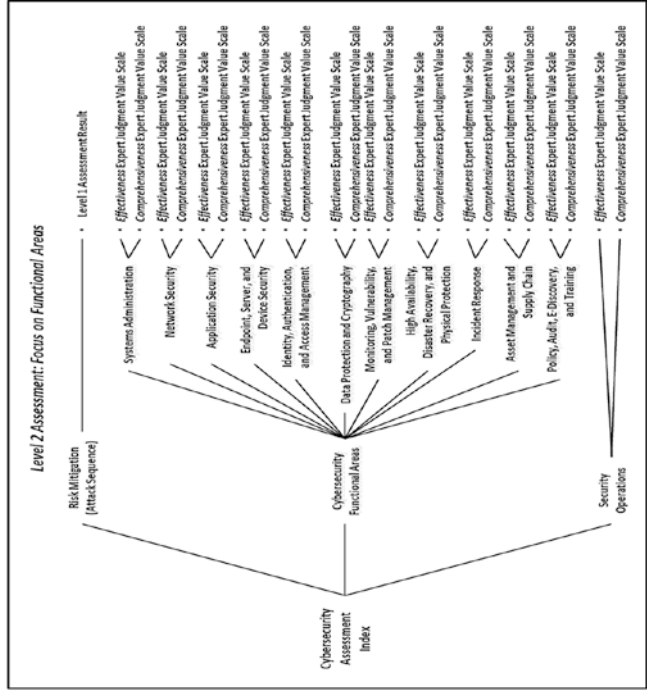 Level 2 Assessment: Focus on Functional Areas
Cybersecurity
Assessment
Index
Risk Mitigation
(Attack Sequence)
• Level 1 Assessment Result
Cybersecurity
Functional Areas
Systems Administration
• Effectiveness Expert Judgment Value Scale
• Comprehensiveness Expert Judgment Value Scale
Network Security
• Effectiveness Expert Judgment Value Scale
• Comprehensiveness Expert Judgment Value Scale
Application Security
• Effectiveness Expert Judgment Value Scale
• Comprehensiveness Expert Judgment Value Scale
Endpoint, Server, and
Device Security
• Effectiveness Expert Judgment Value Scale
• Comprehensiveness Expert Judgment Value Scale
Identity, Authentication,
and Access Management
• Effectiveness Expert Judgment Value Scale
• Comprehensiveness Expert Judgment Value Scale
Data Protection and Cryptography
• Effectiveness Expert Judgment Value Scale
• Comprehensiveness Expert Judgment Value Scale
Monitoring, Vulnerability,
and Patch Management
• Effectiveness Expert Judgment Value Scale
• Comprehensiveness Expert Judgment Value Scale
High Availability,
Disaster Recovery, and
Physical Protection
• Effectiveness Expert Judgment Value Scale
• Comprehensiveness Expert Judgment Value Scale
Incident Response
• Effectiveness Expert Judgment Value Scale
• Comprehensiveness Expert Judgment Value Scale
Asset Management and
Supply Chain
• Effectiveness Expert Judgment Value Scale
• Comprehensiveness Expert Judgment Value Scale
Policy, Audit, E-Discovery,
and Training
• Effectiveness Expert Judgment Value Scale
• Comprehensiveness Expert Judgment Value Scale
Security
Operations
• Effectiveness Expert Judgment Value Scale
• Comprehensiveness Expert Judgment Value Scale